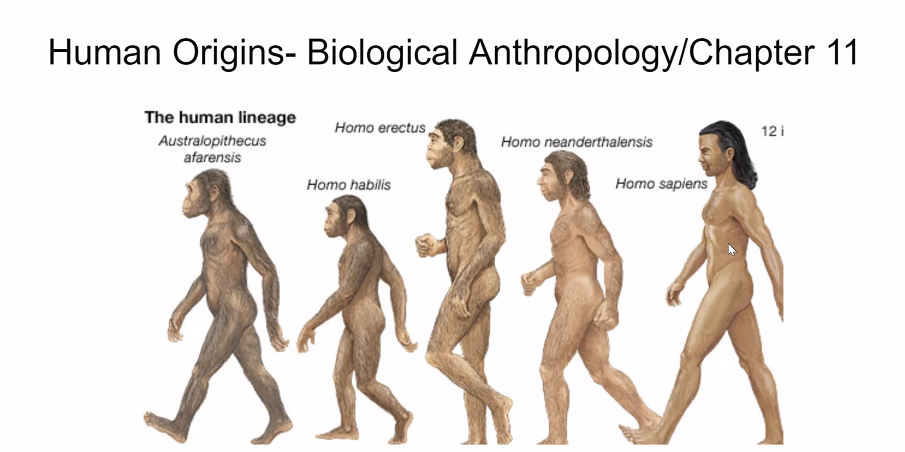 Human Origins- Biological Anthropology/Chapter 11
The human lineage
Australopithecus
afarensis
Homo habilis
Homo erectus
Homo neanderthalensis
Homo sapiens
12 i